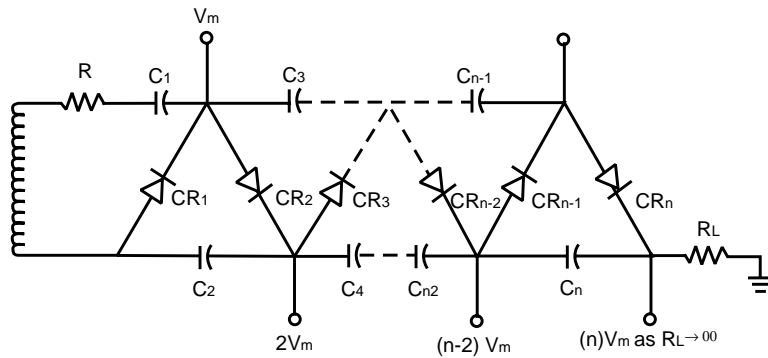 Vm
R
C1
C3
Cn-1
CR1
CR2
CR3
CRn-2
CRn-1
CRn
RL
C2
C4
Cn2
Cn
2Vm
(n-2) Vm
(n)Vm as RL→00